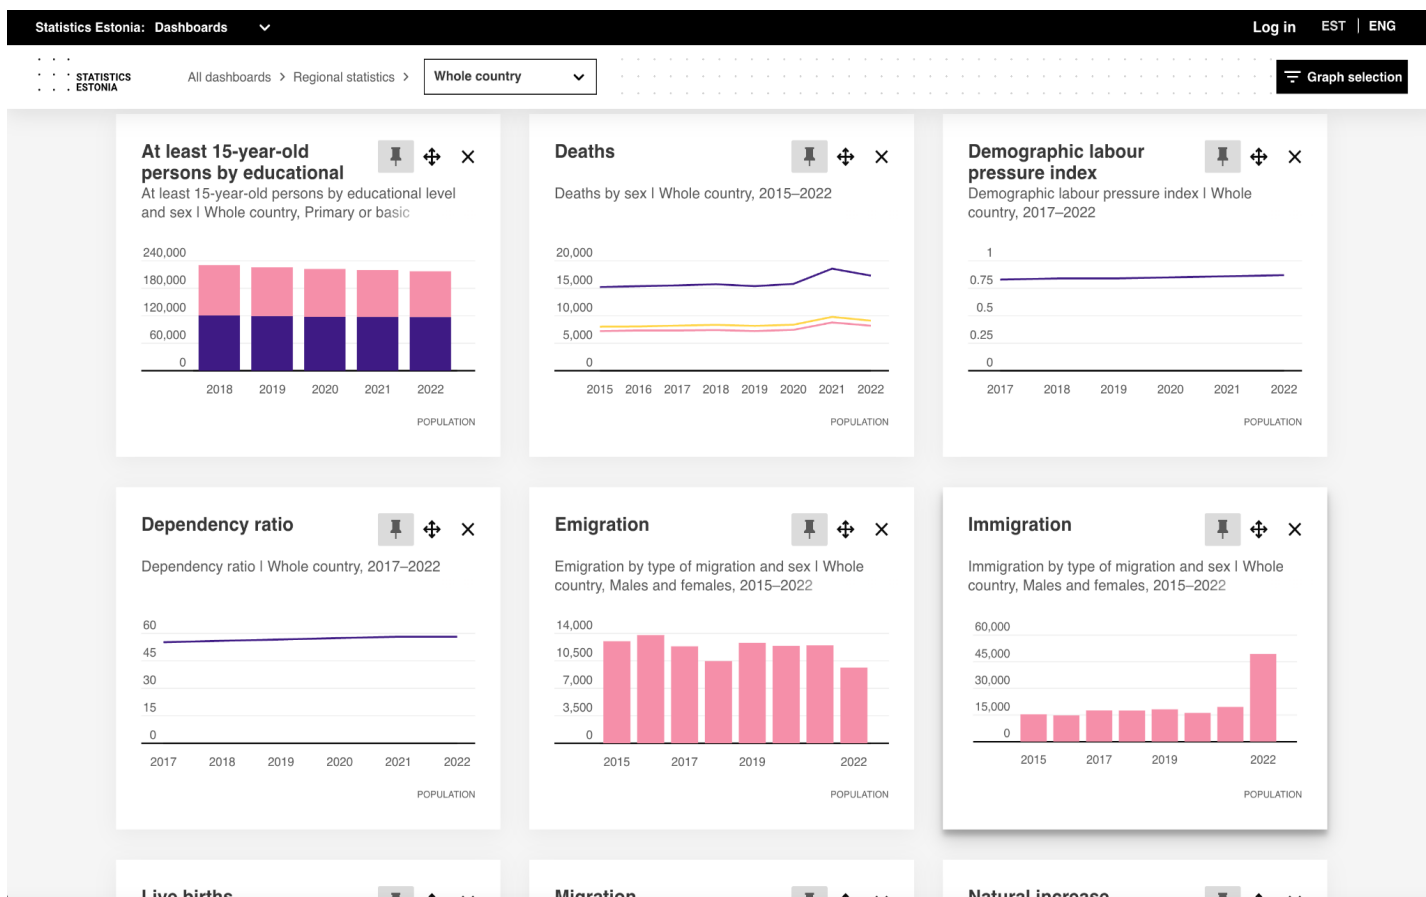 Statistics Estonia: Dashboards
Log in EST | ENG
STATISTICS
ESTONIA
All dashboards > Regional statistics >
Whole country
Graph selection
At least 15-year-old
persons by educational
At least 15-year-old persons by educational level
and sex | Whole country, Primary or basic
240,000
180,000
120,000
60,000
0
2018 2019 2020 2021 2022
POPULATION
Deaths
Deaths by sex | Whole country, 2015–2022
20,000
15,000
10,000
5,000
0
2015 2016 2017 2018 2019 2020 2021 2022
POPULATION
Demographic labour
pressure index
Demographic labour pressure index | Whole
country, 2017–2022
1
0.75
0.5
0.25
0
2017 2018 2019 2020 2021 2022
POPULATION
Dependency ratio
Dependency ratio | Whole country, 2017–2022
60
45
30
15
0
2017 2018 2019 2020 2021 2022
POPULATION
Emigration
Emigration by type of migration and sex | Whole
country, Males and females, 2015–2022
14,000
10,500
7,000
3,500
0
2015 2017 2019 2022
POPULATION
Immigration
Immigration by type of migration and sex | Whole
country, Males and females, 2015–2022
60,000
45,000
30,000
15,000
0
2015 2017 2019 2022
POPULATION
Live births
Migration
Natural increase